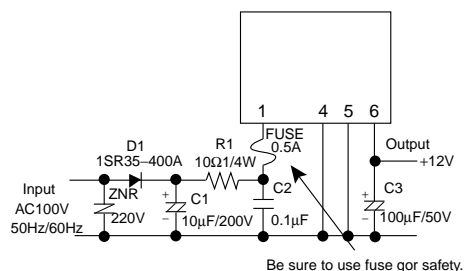 1 4 5 6
FUSE
0.5A
D1
1SR35–400A
R1
10Ω1/4W
Output
+12V
Input
AC100V
50Hz/60Hz
ZNR
220V
+
C1
–
10μF/200V
C2
0.1μF
+
C3
–
100μF/50V
Be sure to use fuse gor safety.